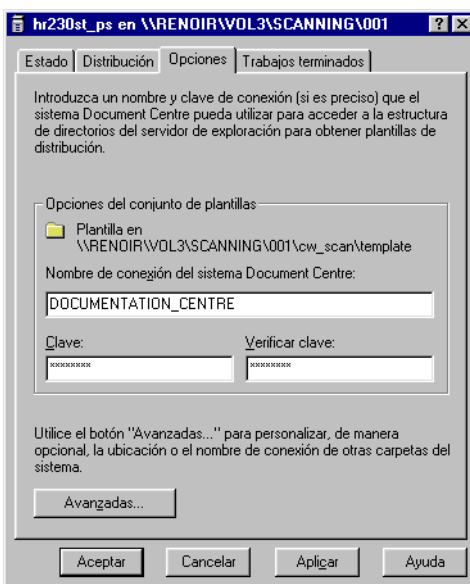 hr230st_ps en \\RENOIR\VOL3\SCANNING\001
Estado Distribución Opciones Trabajos terminados
Introduzca un nombre y clave de conexión (si es preciso) que el
sistema Document Centre pueda utilizar para acceder a la estructura
de directorios del servidor de exploración para obtener plantillas de
distribución.
Opciones del conjunto de plantillas
Plantilla en
\\RENOIR\VOL3\SCANNING\001\cw_scan\template
Nombre de conexión del sistema Document Centre:
DOCUMENTATION_CENTRE
Clave: Verificar clave:
******** ********
Utilice el botón "Avanzadas..." para personalizar, de manera
opcional, la ubicación o el nombre de conexión de otras carpetas del
sistema.
Avanzadas...
Aceptar Cancelar Aplicar Ayuda